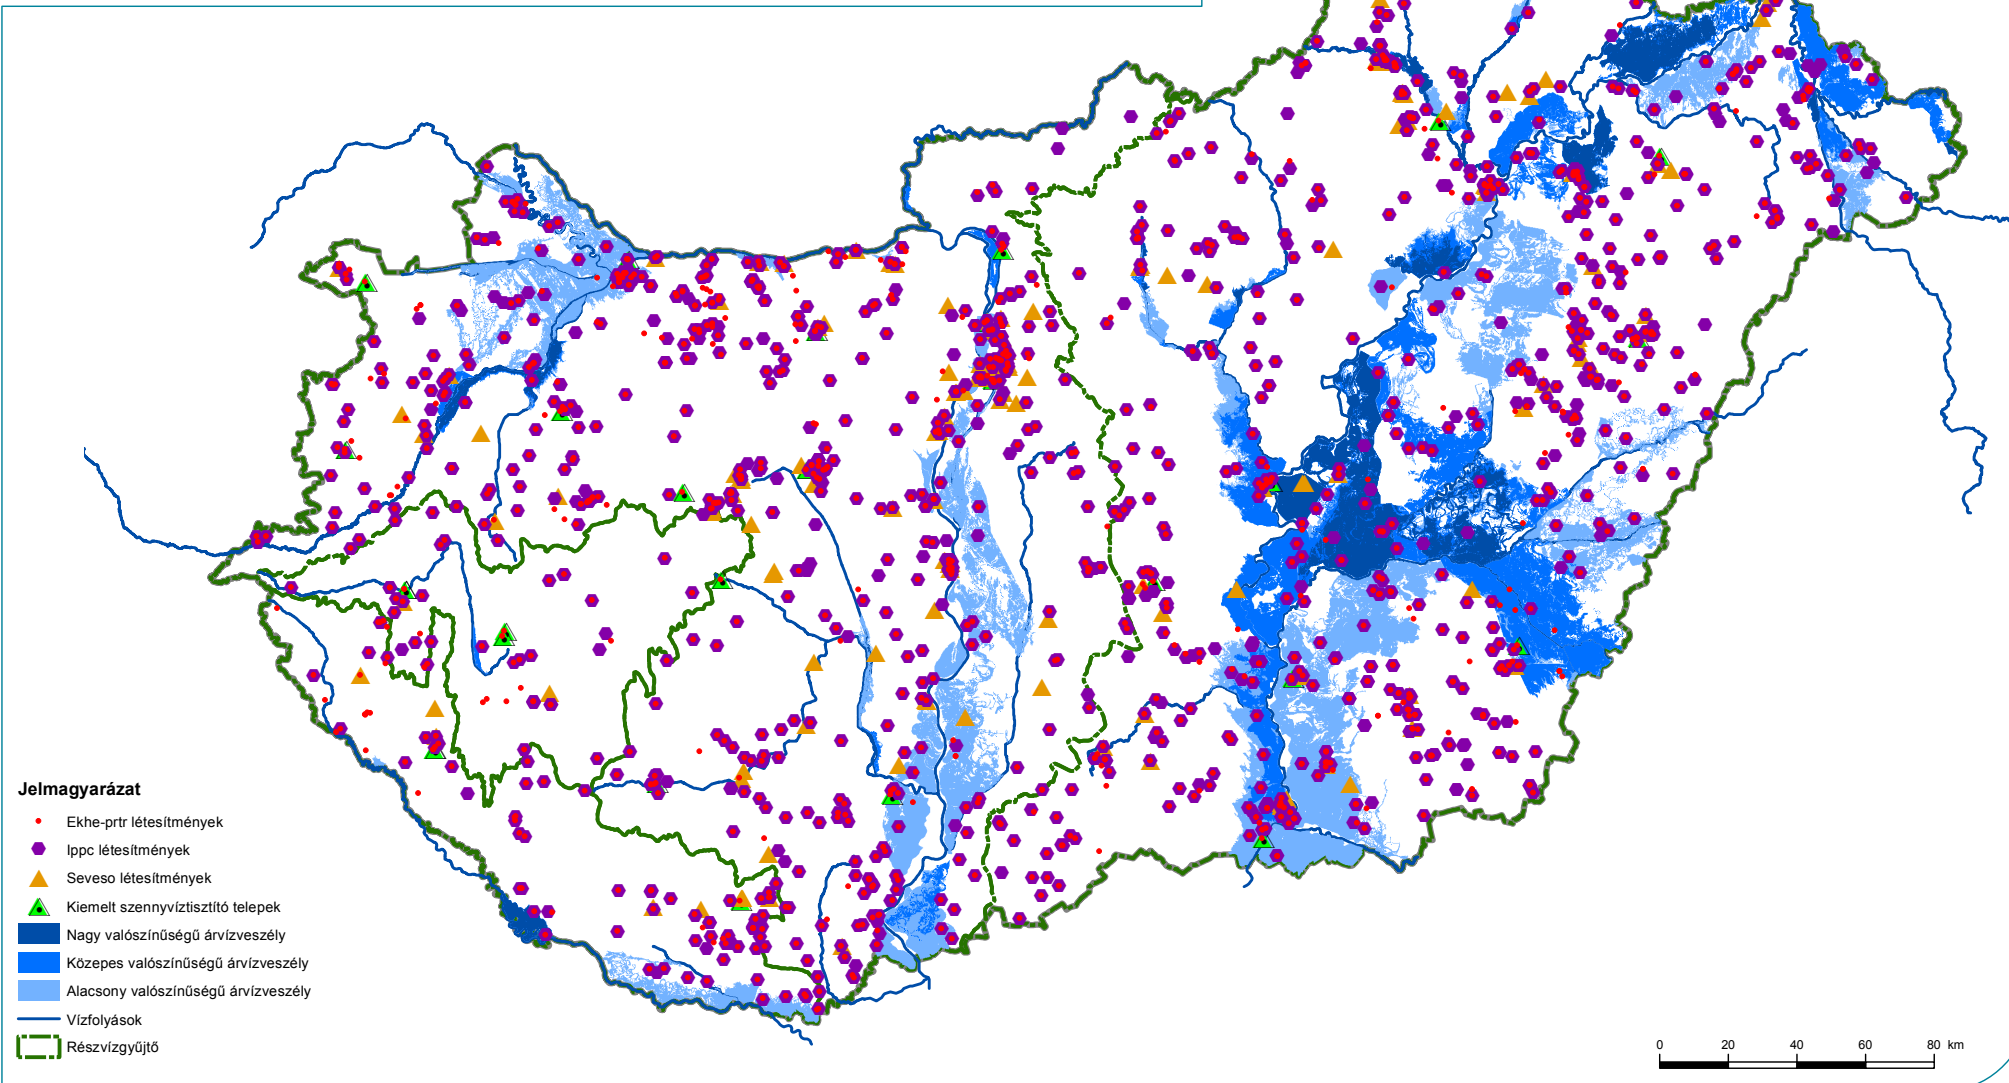 Jelmagyarázat
Ekhe-prtr létesítmények
Ippc létesítmények
Seveso létesítmények
Kiemelt szennyvíztisztító telepek
Nagy valószínűségű árvízveszély
Közepes valószínűségű árvízveszély
Alacsony valószínűségű árvízveszély
Vízfolyások
Részvízgyűjtő
0 20 40 60 80 km